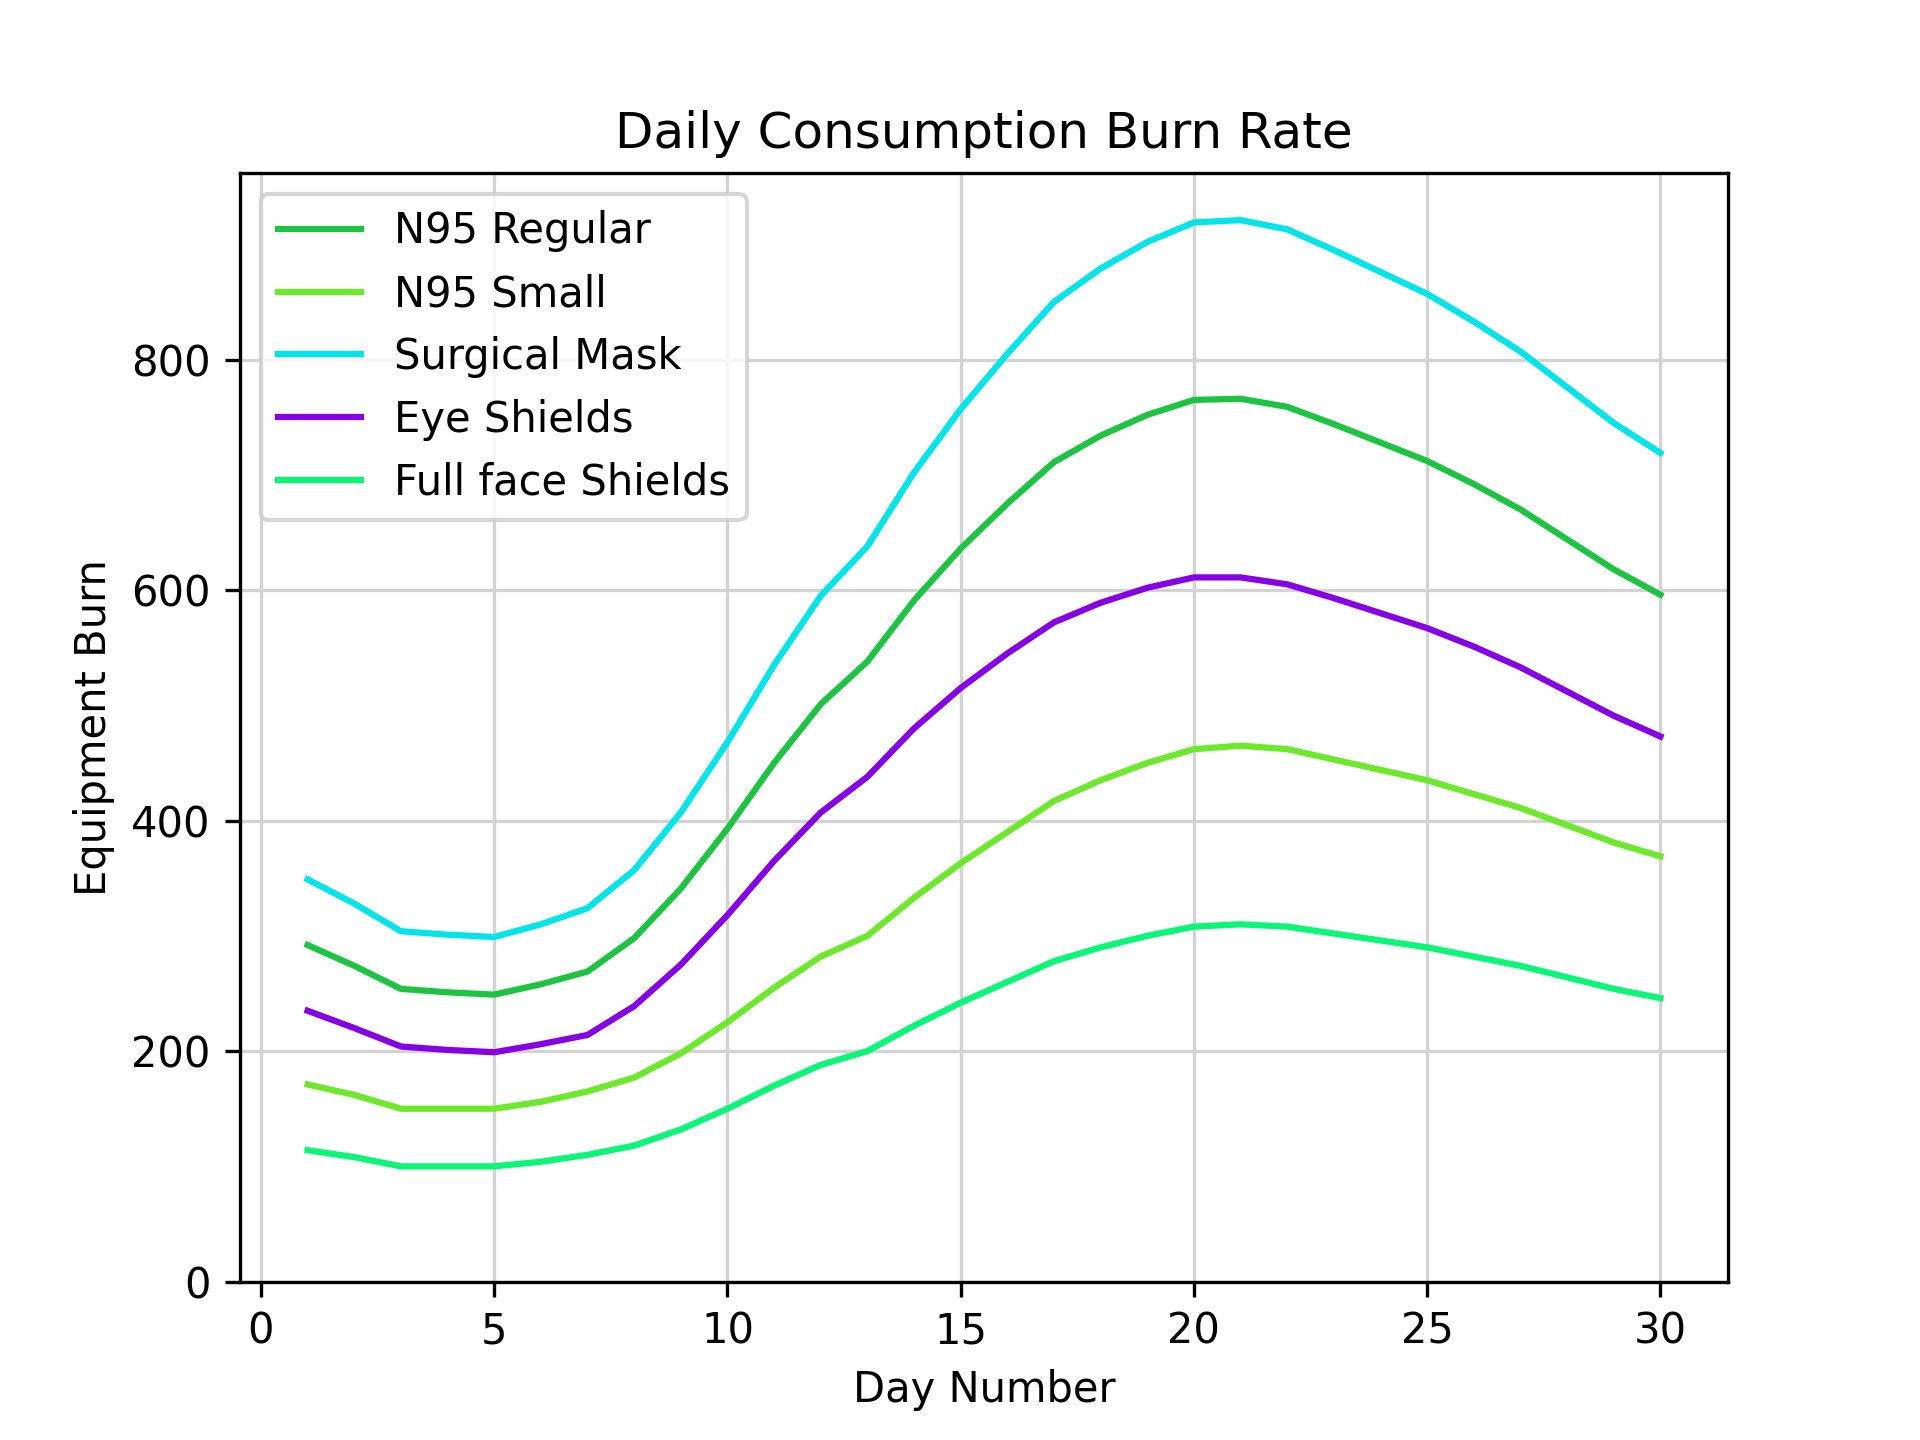 Daily Consumption Burn Rate
N95 Regular
N95 Small
Surgical Mask
Eye Shields
Full face Shields
Equipment Burn
800
600
400
200
0
0 5 10 15 20 25 30
Day Number